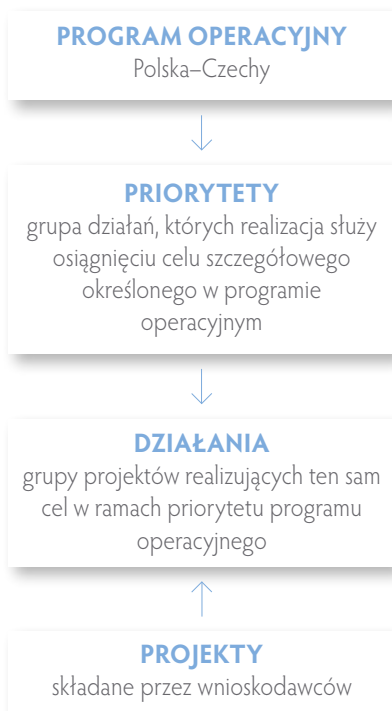 PROGRAM OPERACYJNY
Polska–Czechy
PRIORYTETY
grupa działań, których realizacja służy
osiągnięciu celu szczegółowego
określonego w programie
operacyjnym
DZIAŁANIA
grupy projektów realizujących ten sam
cel w ramach priorytetu programu
operacyjnego
PROJEKTY
składane przez wnioskodawców